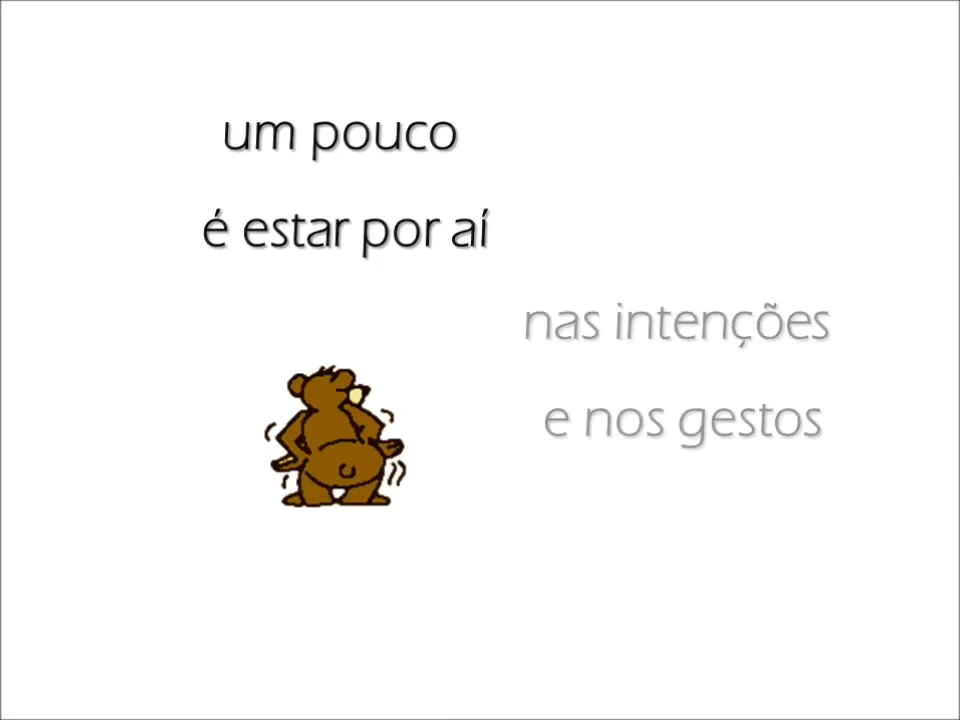 um pouco
é estar por aí
nas intenções
e nos gestos